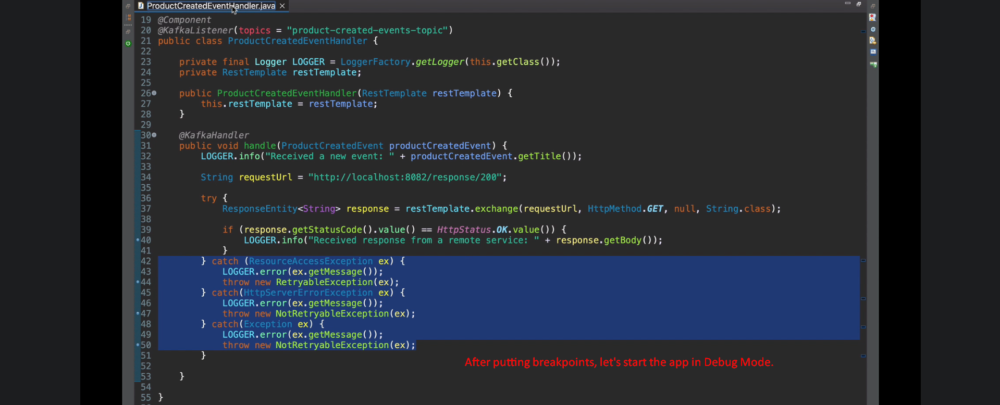 ProductCreatedEventHandler.java
19 @Component
20 @KafkaListener(topics = "product-created-events-topic")
21 public class ProductCreatedEventHandler {
22
23     private final Logger LOGGER = LoggerFactory.getLogger(this.getClass());
24     private RestTemplate restTemplate;
25
26     public ProductCreatedEventHandler(RestTemplate restTemplate) {
27         this.restTemplate = restTemplate;
28     }
29
30     @KafkaHandler
31     public void handle(ProductCreatedEvent productCreatedEvent) {
32         LOGGER.info("Received a new event: " + productCreatedEvent.getTitle());
33
34         String requestUrl = "http://localhost:8082/response/200";
35
36         try {
37             ResponseEntity<String> response = restTemplate.exchange(requestUrl, HttpMethod.GET, null, String.class);
38
39             if (response.getStatusCode().value() == HttpStatus.OK.value()) {
40                 LOGGER.info("Received response from a remote service: " + response.getBody());
41             }
42         } catch (ResourceAccessException ex) {
43             LOGGER.error(ex.getMessage());
44             throw new RetryableException(ex);
45         } catch(HttpServerErrorException ex) {
46             LOGGER.error(ex.getMessage());
47             throw new NotRetryableException(ex);
48         } catch(Exception ex) {
49             LOGGER.error(ex.getMessage());
50             throw new NotRetryableException(ex);
51         }
After putting breakpoints, let's start the app in Debug Mode.
52
53     }
54
55 }